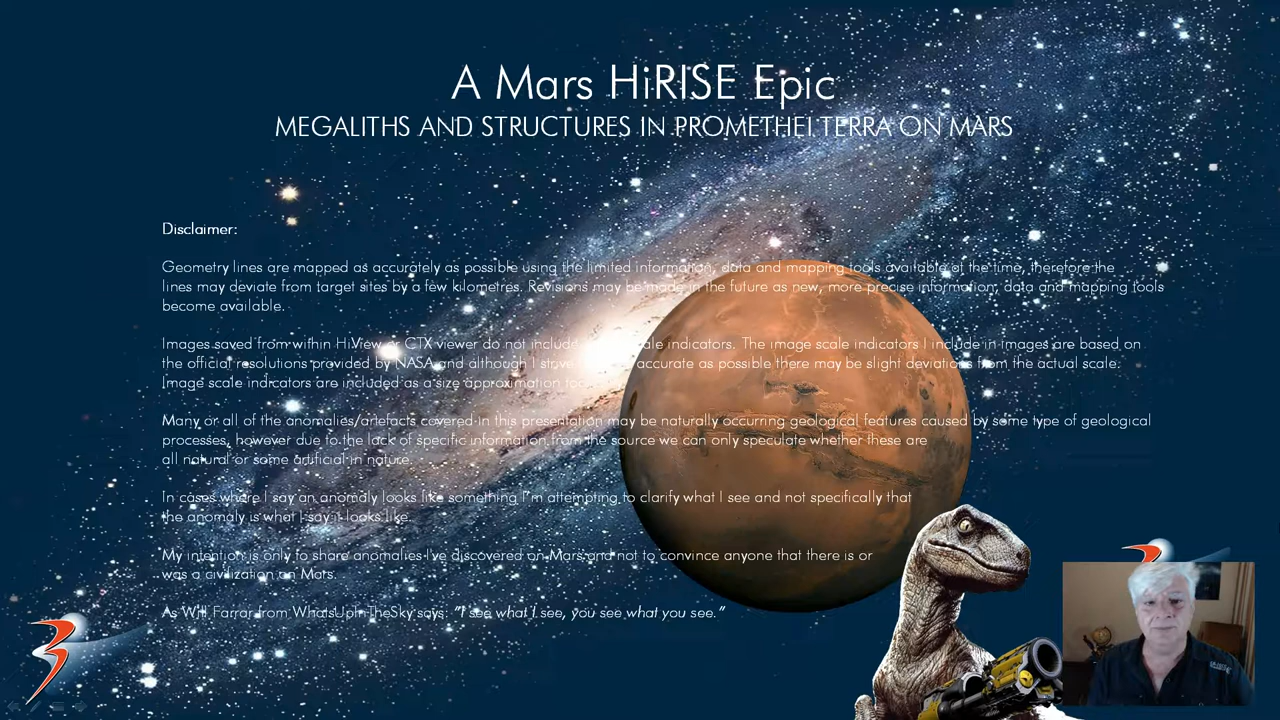 A Mars HiRISE Epic
MEGALITHS AND STRUCTURES IN PROMETHEI TERRA ON MARS
Disclaimer:
Geometry lines are mapped as accurately as possible using the limited information, data and mapping tools available at the time, therefore the
lines may deviate from target sites by a few kilometres. Revisions may be made in the future as new, more precise information, data and mapping tools
become available.
Images saved from within HiView or CTX viewer do not include scale indicators. The image scale indicators I include in images are based on
the official resolutions provided by NASA and although I strive accurate as possible there may be slight deviations from the actual scale.
Image scale indicators are included as a size approximation
Many or all of the anomalies/artefacts covered in this presentation may be naturally occurring geological features caused by some type of geological
processes, however due to the lack of specific information from the source we can only speculate whether these are
all natural or some artificial in nature.
In cases where I say an anomaly looks like something I'm attempting to clarify what I see and not specifically that
the anomaly is what I say it looks like.
My intention is only to share anomalies I've discovered on Mars and not to convince anyone that there is or
was a civilization on Mars.
As Will Farrar from WhatsUpInTheSky says: "I see what I see, you see what you see."